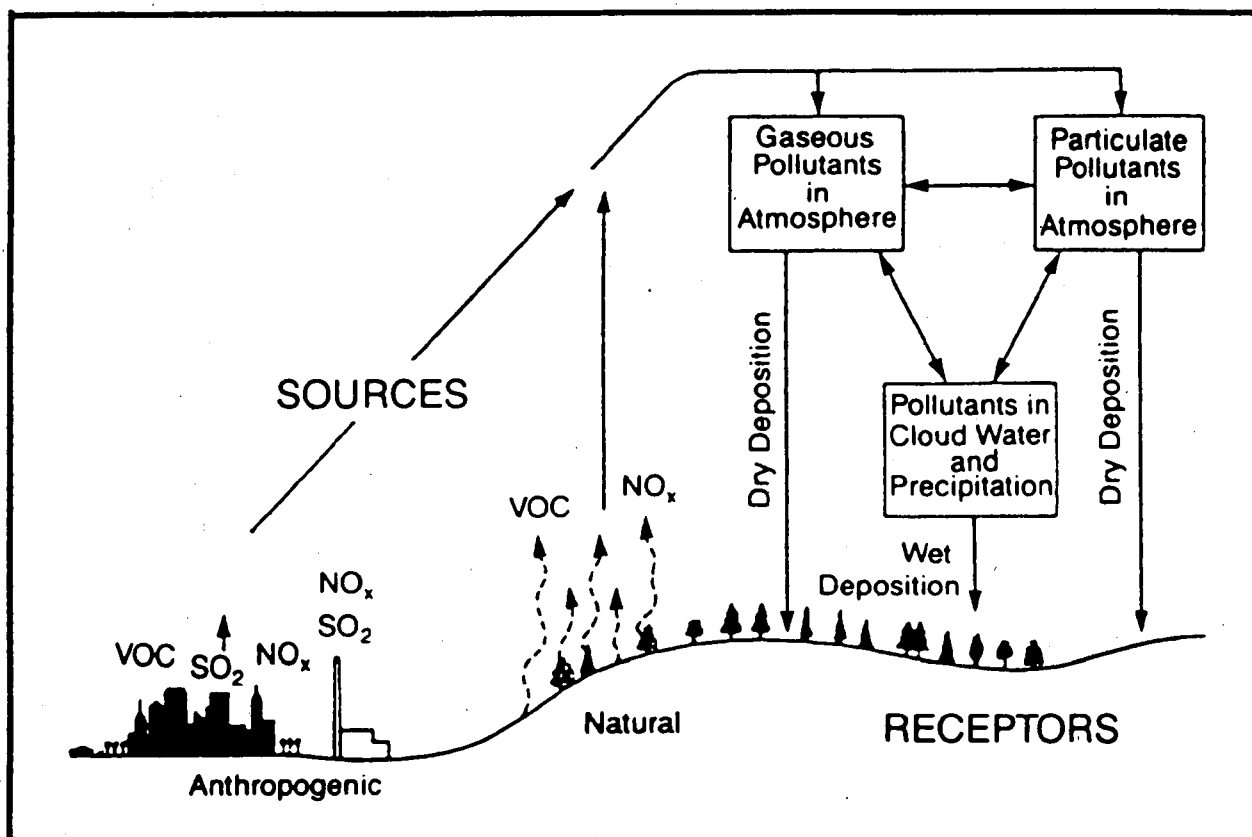 Gaseous
Pollutants
in
Atmosphere
Particulate
Pollutants
in
Atmosphere
Dry Deposition
Dry Deposition
SOURCES
Pollutants in
Cloud Water
and
Precipitation
VOC
NOₓ
Wet
Deposition
NOₓ
SO₂
VOC
SO₂
NOₓ
Natural
RECEPTORS
Anthropogenic